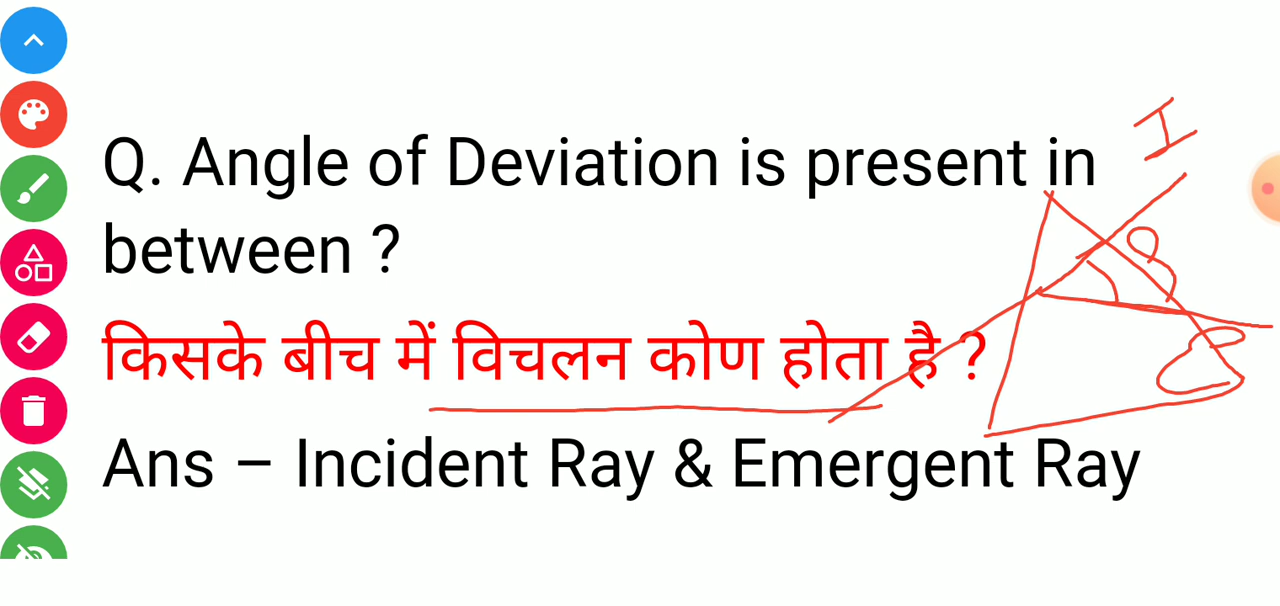 Q. Angle of Deviation is present in
between ?
किसके बीच में विचलन कोण होता है ?
Ans – Incident Ray & Emergent Ray
I